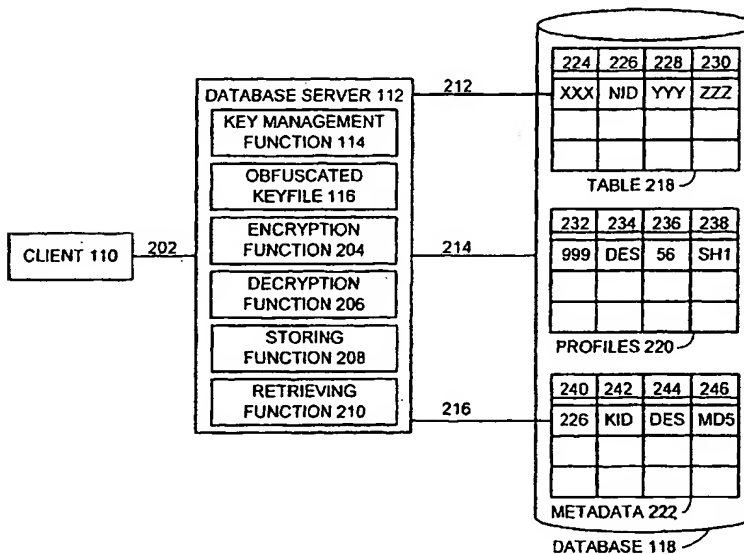 CLIENT 110
202
DATABASE SERVER 112
KEY MANAGEMENT
FUNCTION 114
OBFUSCATED
KEYFILE 116
ENCRYPTION
FUNCTION 204
DECRYPTION
FUNCTION 206
STORING
FUNCTION 208
RETRIEVING
FUNCTION 210
212
214
216
224 226 228 230
XXX NID YYY ZZZ
TABLE 218
232 234 236 238
999 DES 56 SH1
PROFILES 220
240 242 244 246
226 KID DES MD5
METADATA 222
DATABASE 118